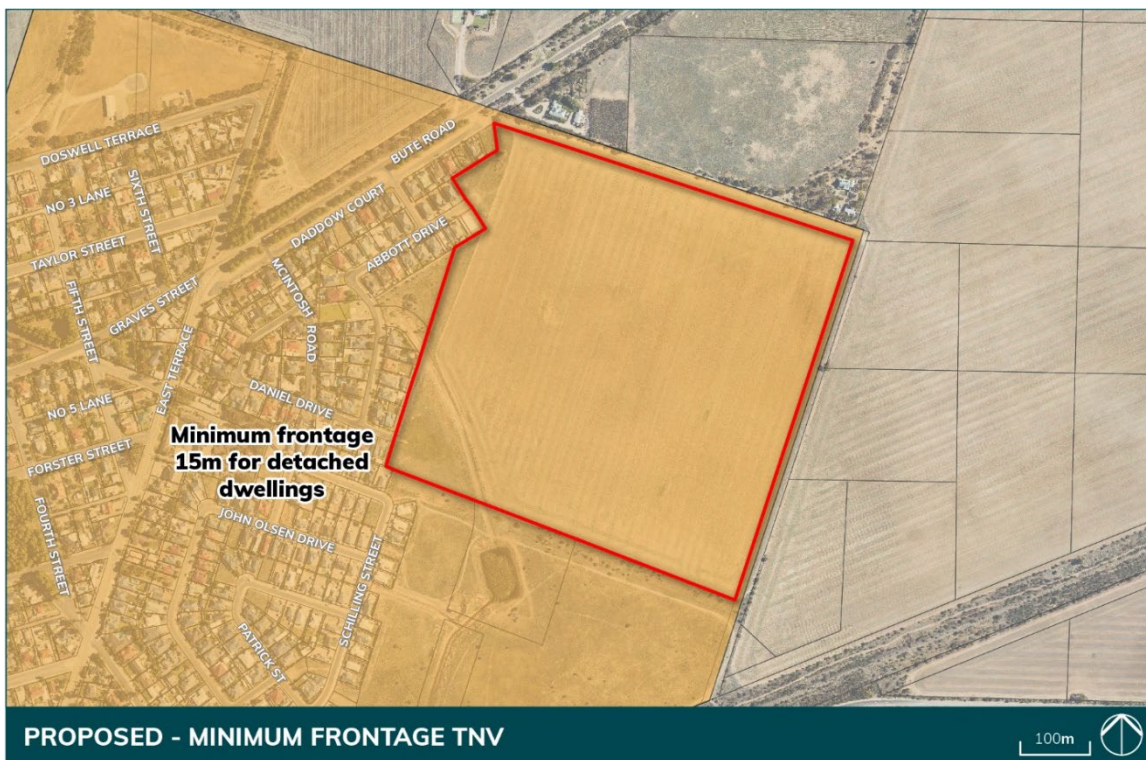 BUTE ROAD
DOSWELL TERRACE
DADDOW COURT
NO 3 LANE
SIXTH STREET
ABBOTT DRIVE
TAYLOR STREET
MCINTOSH ROAD
GRAVES STREET
FIFTH STREET
EAST TERRACE
DANIEL DRIVE
NO 5 LANE
Minimum frontage
15m for detached
dwellings
FORSTER STREET
FOURTH STREET
JOHN OLSEN DRIVE
SCHILLING STREET
PATRICK ST
PROPOSED - MINIMUM FRONTAGE TNV
100m